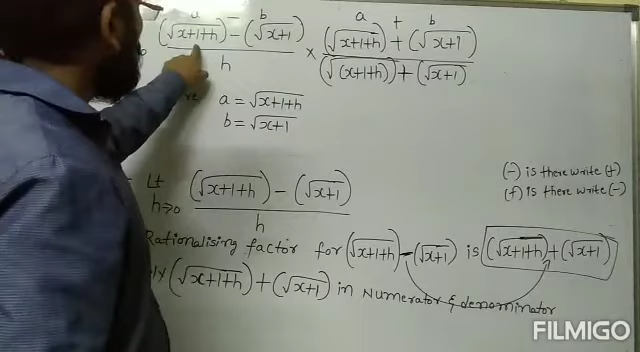 a − b a + b
(√x+1+h) − (√x+1) / h × (√x+1+h) + (√x+1) / (√(x+1+h)) + (√x+1)
a = √x+1+h
b = √x+1
Lt h→0 (√x+1+h) − (√x+1) / h
(−) is there write (+)
(+) is there write (−)
Rationalising factor for (√x+1+h) − (√x+1) is (√x+1+h) + (√x+1)
(√x+1+h) + (√x+1) in Numerator & denominator
FILMIGO